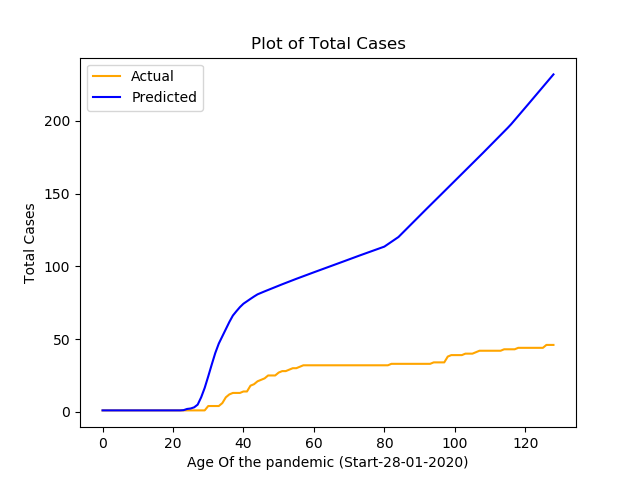 Plot of Total Cases
Actual
Predicted
Total Cases
200
150
100
50
0
0 20 40 60 80 100 120
Age Of the pandemic (Start-28-01-2020)